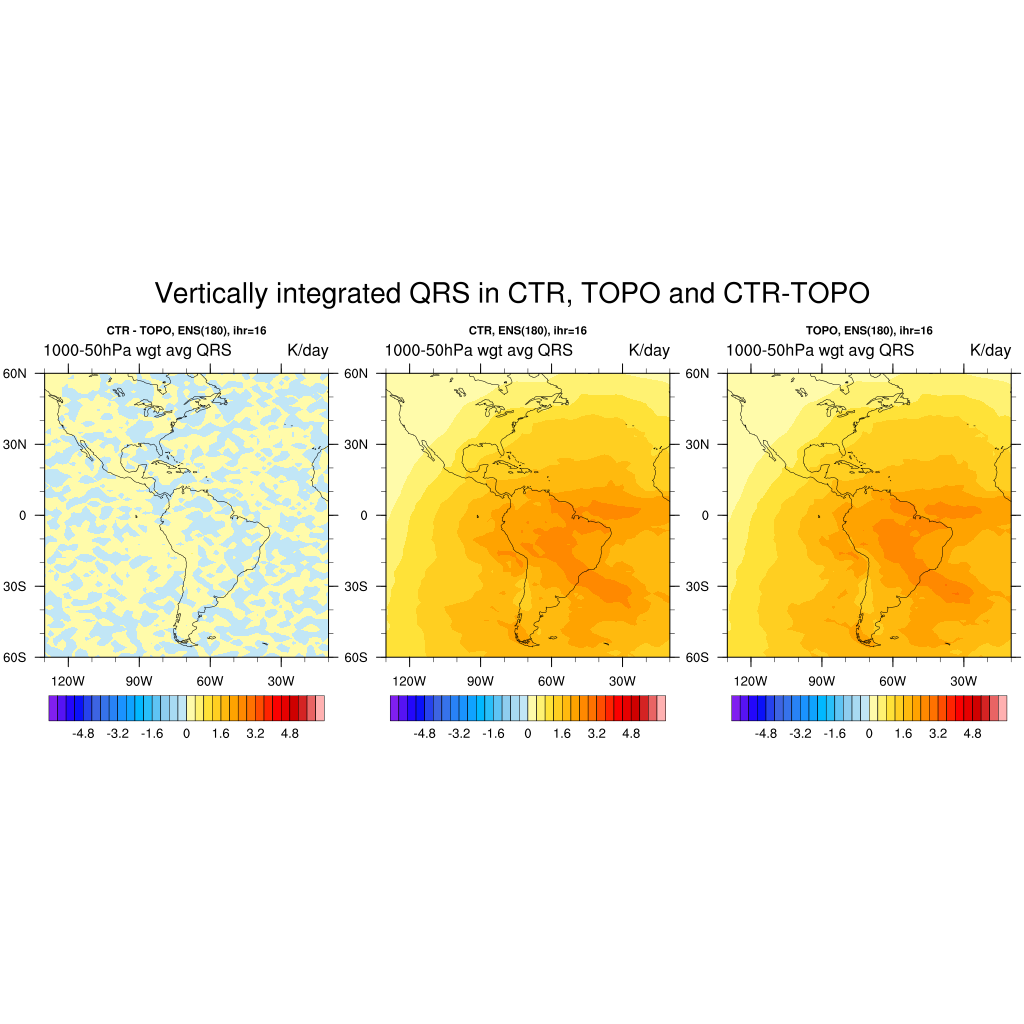 Vertically integrated QRS in CTR, TOPO and CTR-TOPO
CTR - TOPO, ENS(180), ihr=16
1000-50hPa wgt avg QRS K/day
60N
30N
0
30S
60S
120W 90W 60W 30W
-4.8 -3.2 -1.6 0 1.6 3.2 4.8
CTR, ENS(180), ihr=16
1000-50hPa wgt avg QRS K/day
60N
30N
0
30S
60S
120W 90W 60W 30W
-4.8 -3.2 -1.6 0 1.6 3.2 4.8
TOPO, ENS(180), ihr=16
1000-50hPa wgt avg QRS K/day
60N
30N
0
30S
60S
120W 90W 60W 30W
-4.8 -3.2 -1.6 0 1.6 3.2 4.8